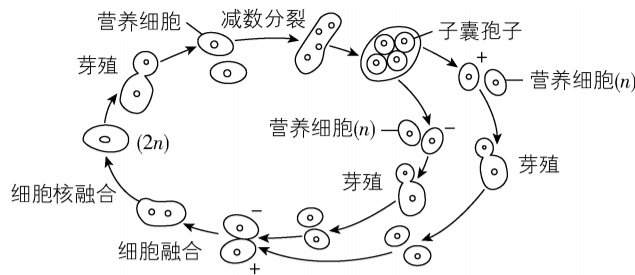 营养细胞
减数分裂
子囊孢子
芽殖
+
营养细胞(n)
营养细胞(n)
−
(2n)
芽殖
芽殖
细胞核融合
−
细胞融合
+